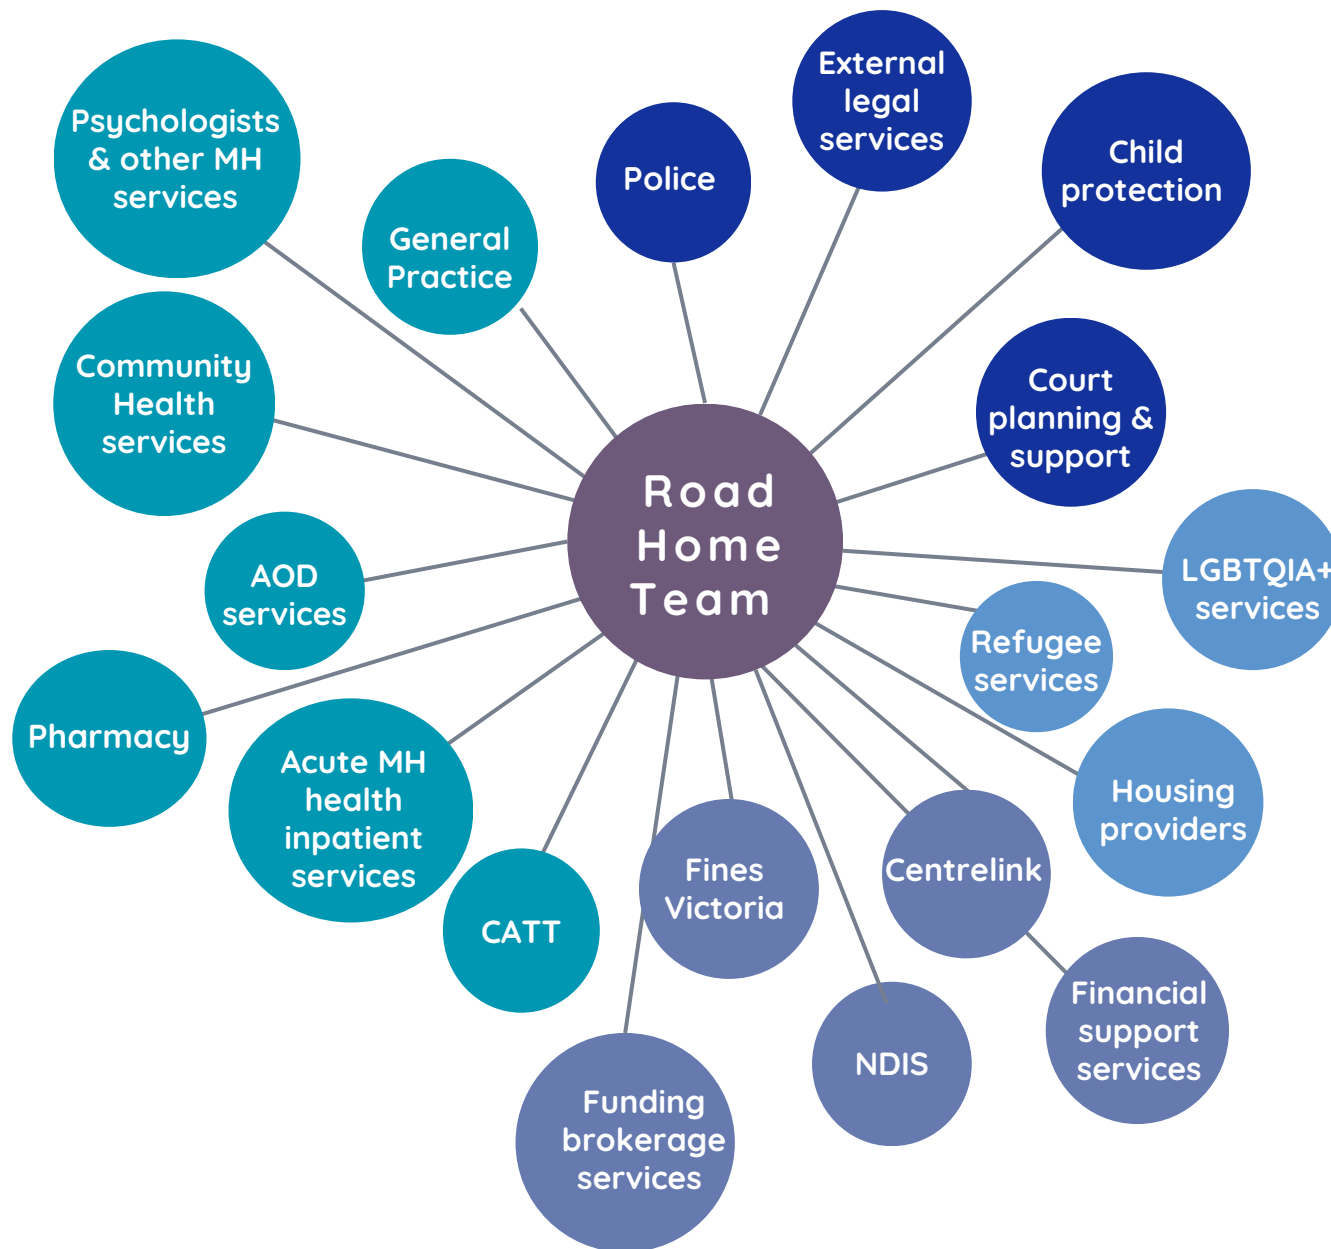 External
legal
services
Psychologists
& other MH
services
Police
Child
protection
General
Practice
Community
Health
services
Court
planning &
support
Road
Home
Team
AOD
services
LGBTQIA+
services
Refugee
services
Pharmacy
Acute MH
health
inpatient
services
Housing
providers
Fines
Victoria
Centrelink
CATT
Financial
support
services
NDIS
Funding
brokerage
services